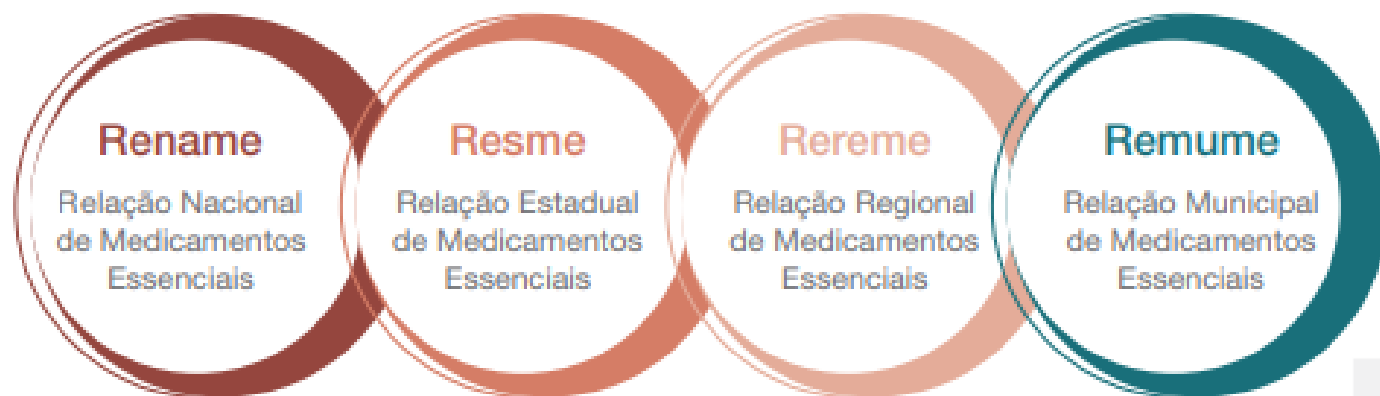 Rename
Relação Nacional
de Medicamentos
Essenciais
Resme
Relação Estadual
de Medicamentos
Essenciais
Rereme
Relação Regional
de Medicamentos
Essenciais
Remume
Relação Municipal
de Medicamentos
Essenciais